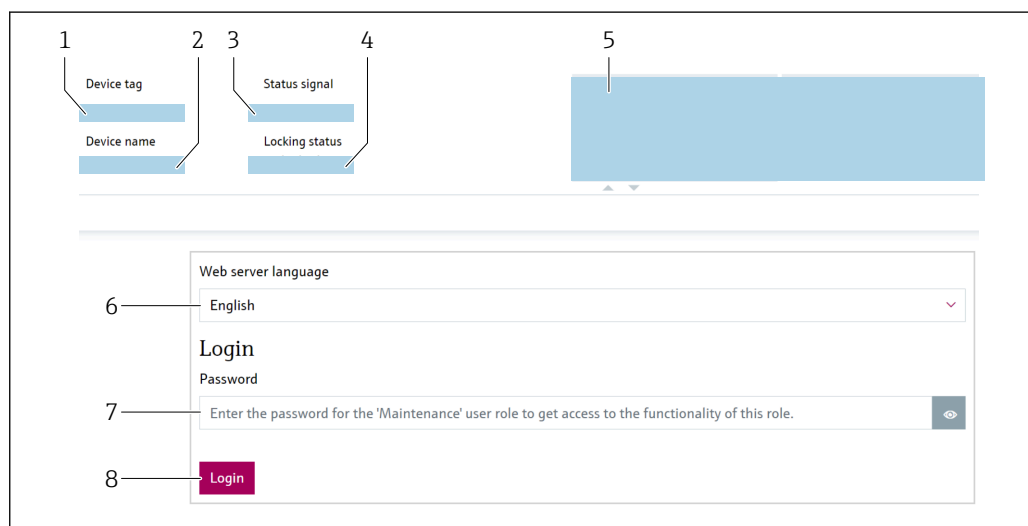 1 2 3 4 5
Device tag Status signal
Device name Locking status
Web server language
6 English
Login
Password
7 Enter the password for the 'Maintenance' user role to get access to the functionality of this role.
8 Login